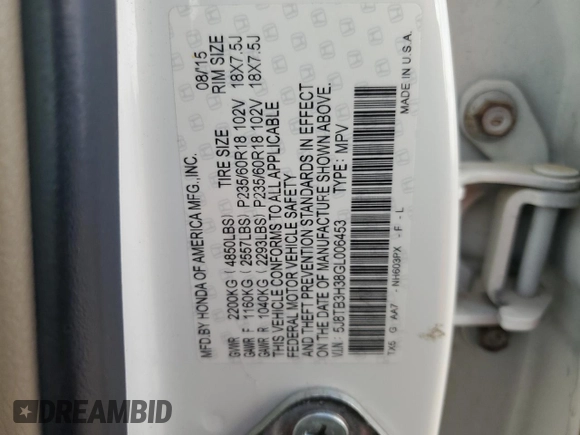 MFD.BY HONDA OF AMERICA MFG.,INC. 08/15
GVWR 2200KG (4850LBS) TIRE SIZE RIM SIZE
GAWR F 1160KG (2557LBS) P235/60R18 102V 18X7.5J
GAWR R 1040KG (2293LBS) P235/60R18 102V 18X7.5J
THIS VEHICLE CONFORMS TO ALL APPLICABLE
FEDERAL MOTOR VEHICLE SAFETY
AND THEFT PREVENTION STANDARDS IN EFFECT
ON THE DATE OF MANUFACTURE SHOWN ABOVE.
V.I.N.: 5J8TB3H38GL006453 TYPE: MPV
TX5 G AA7 - NH603PX - F - L MADE IN U.S.A.
DREAMBID